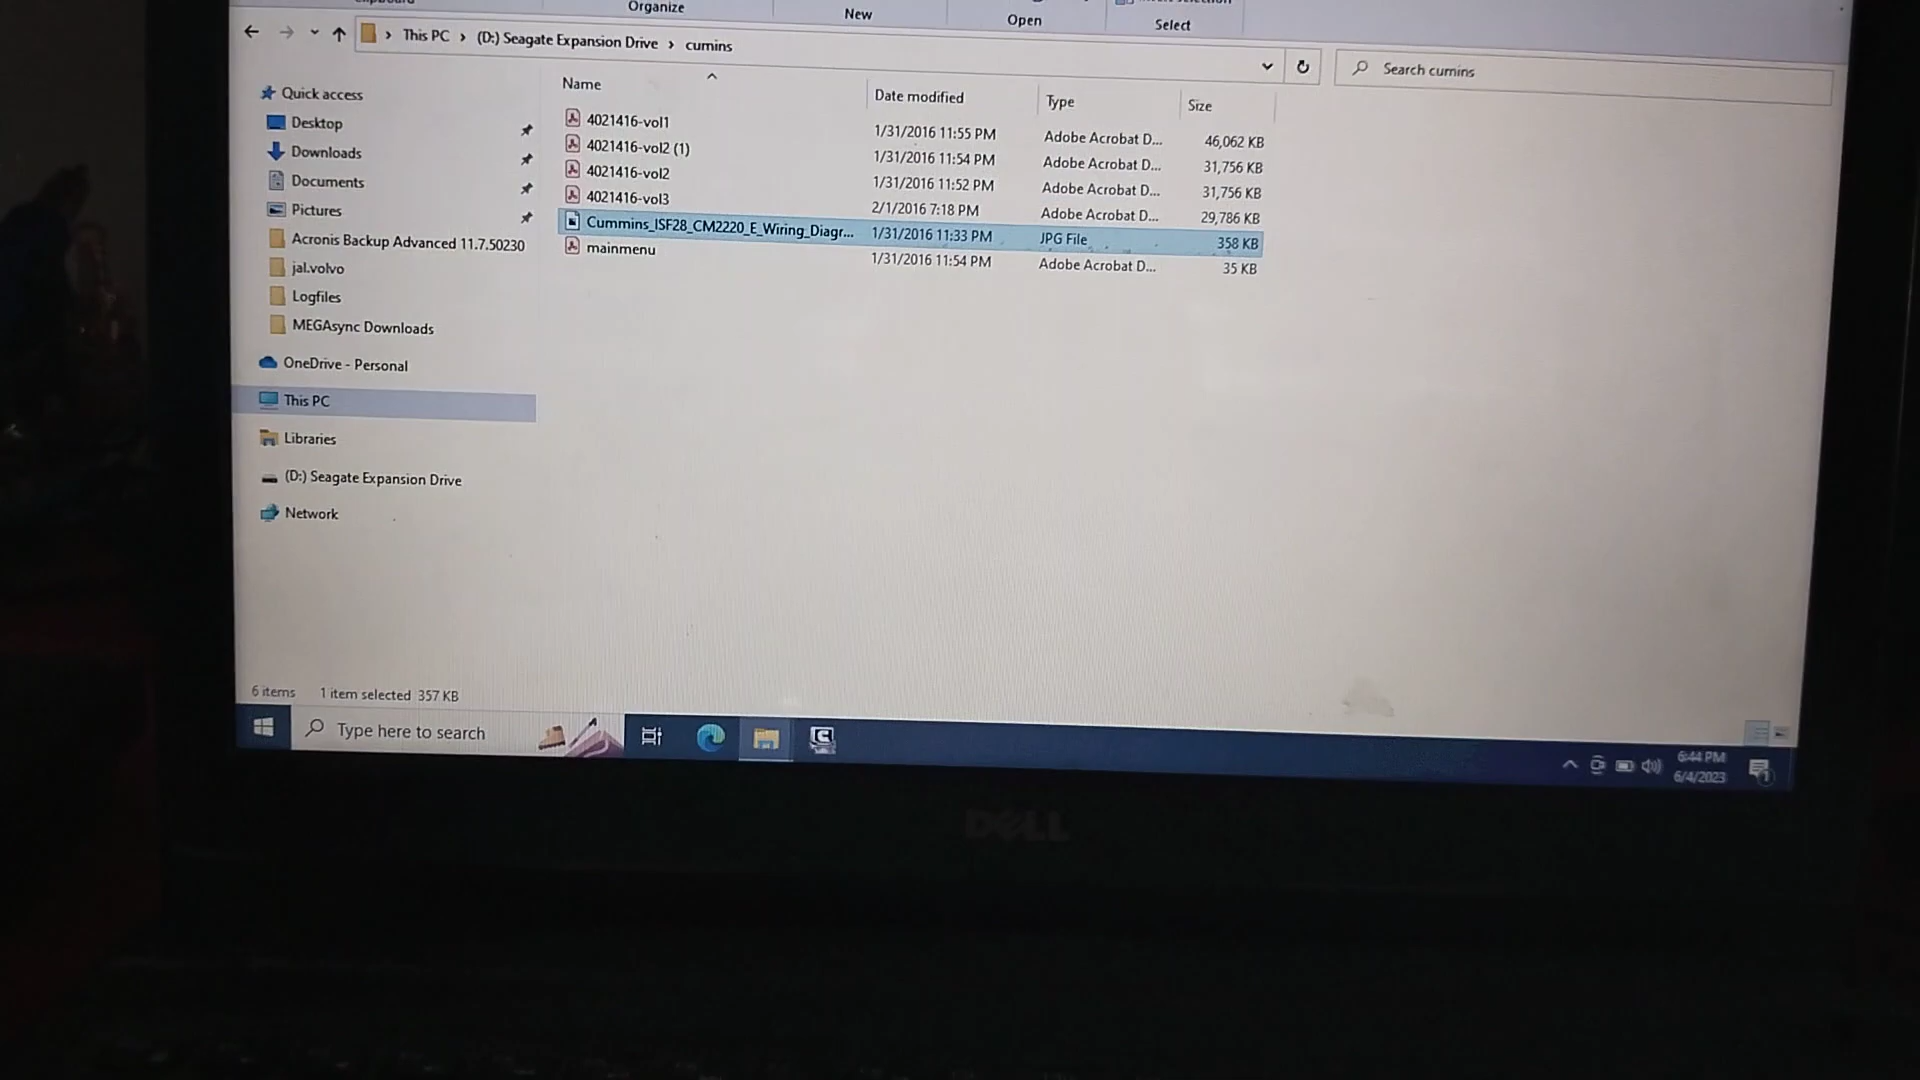 Organize
New
Open
Select
This PC › (D:) Seagate Expansion Drive › cumins
Search cumins
Name Date modified Type Size
4021416-vol1 1/31/2016 11:55 PM Adobe Acrobat D... 46,062 KB
4021416-vol2 (1) 1/31/2016 11:54 PM Adobe Acrobat D... 31,756 KB
4021416-vol2 1/31/2016 11:52 PM Adobe Acrobat D... 31,756 KB
4021416-vol3 2/1/2016 7:18 PM Adobe Acrobat D... 29,786 KB
Cummins_ISF28_CM2220_E_Wiring_Diagr... 1/31/2016 11:33 PM JPG File 358 KB
mainmenu 1/31/2016 11:54 PM Adobe Acrobat D... 35 KB
Quick access
Desktop
Downloads
Documents
Pictures
Acronis Backup Advanced 11.7.50230
jal.volvo
Logfiles
MEGAsync Downloads
OneDrive - Personal
This PC
Libraries
(D:) Seagate Expansion Drive
Network
6 items 1 item selected 357 KB
Type here to search
6:44 PM
6/4/2023
1
DELL